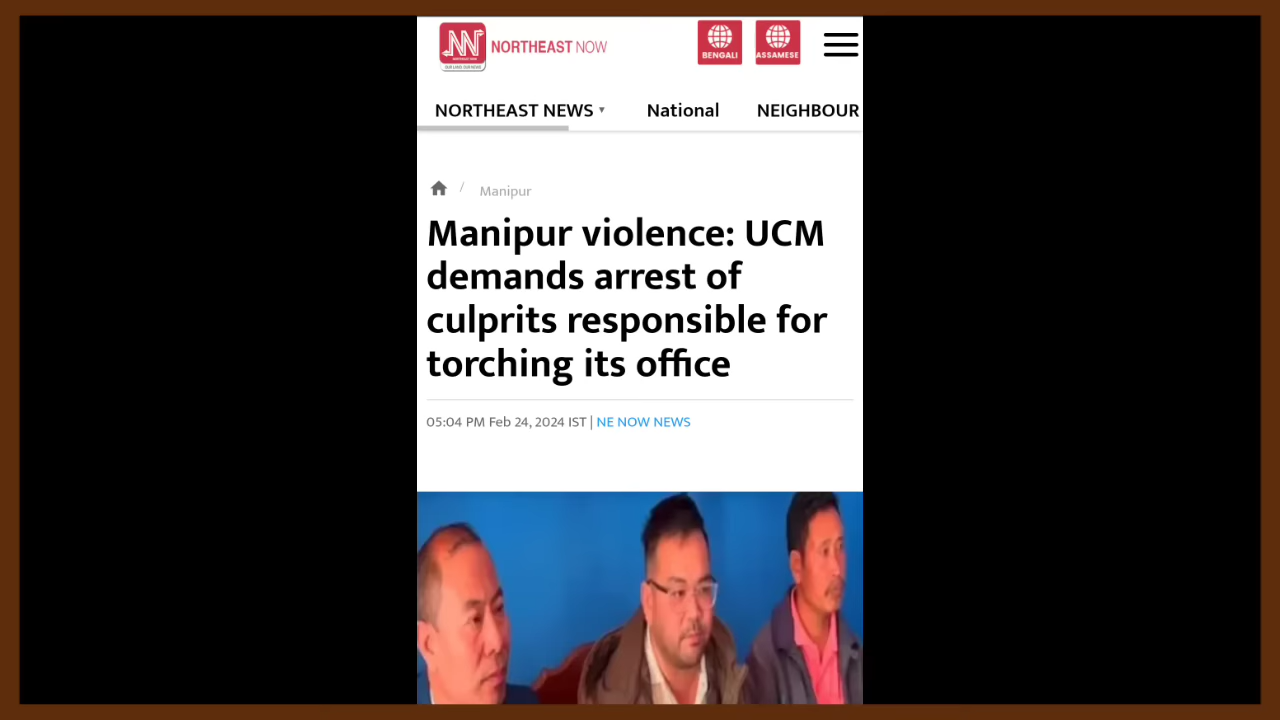 NORTHEAST NOW
BENGALI
ASSAMESE
NORTHEAST NEWS ▾
National
NEIGHBOUR
/ Manipur
Manipur violence: UCM
demands arrest of
culprits responsible for
torching its office
05:04 PM Feb 24, 2024 IST | NE NOW NEWS